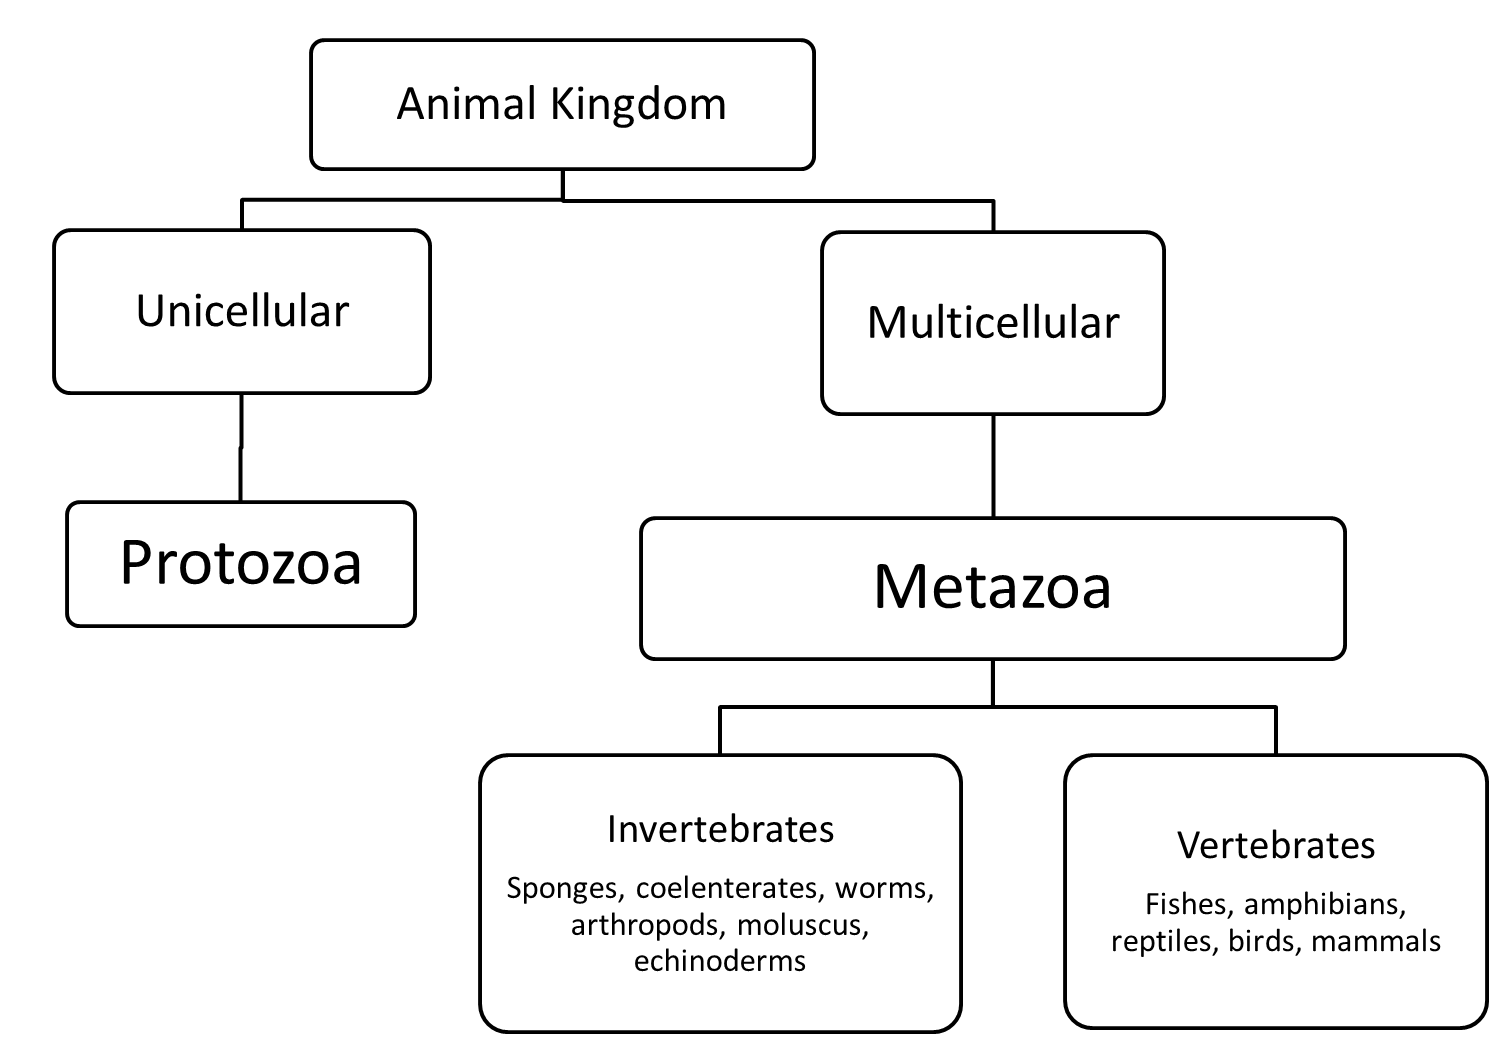 Animal Kingdom
Unicellular
Multicellular
Protozoa
Metazoa
Invertebrates
Sponges, coelenterates, worms,
arthropods, moluscus,
echinoderms
Vertebrates
Fishes, amphibians,
reptiles, birds, mammals